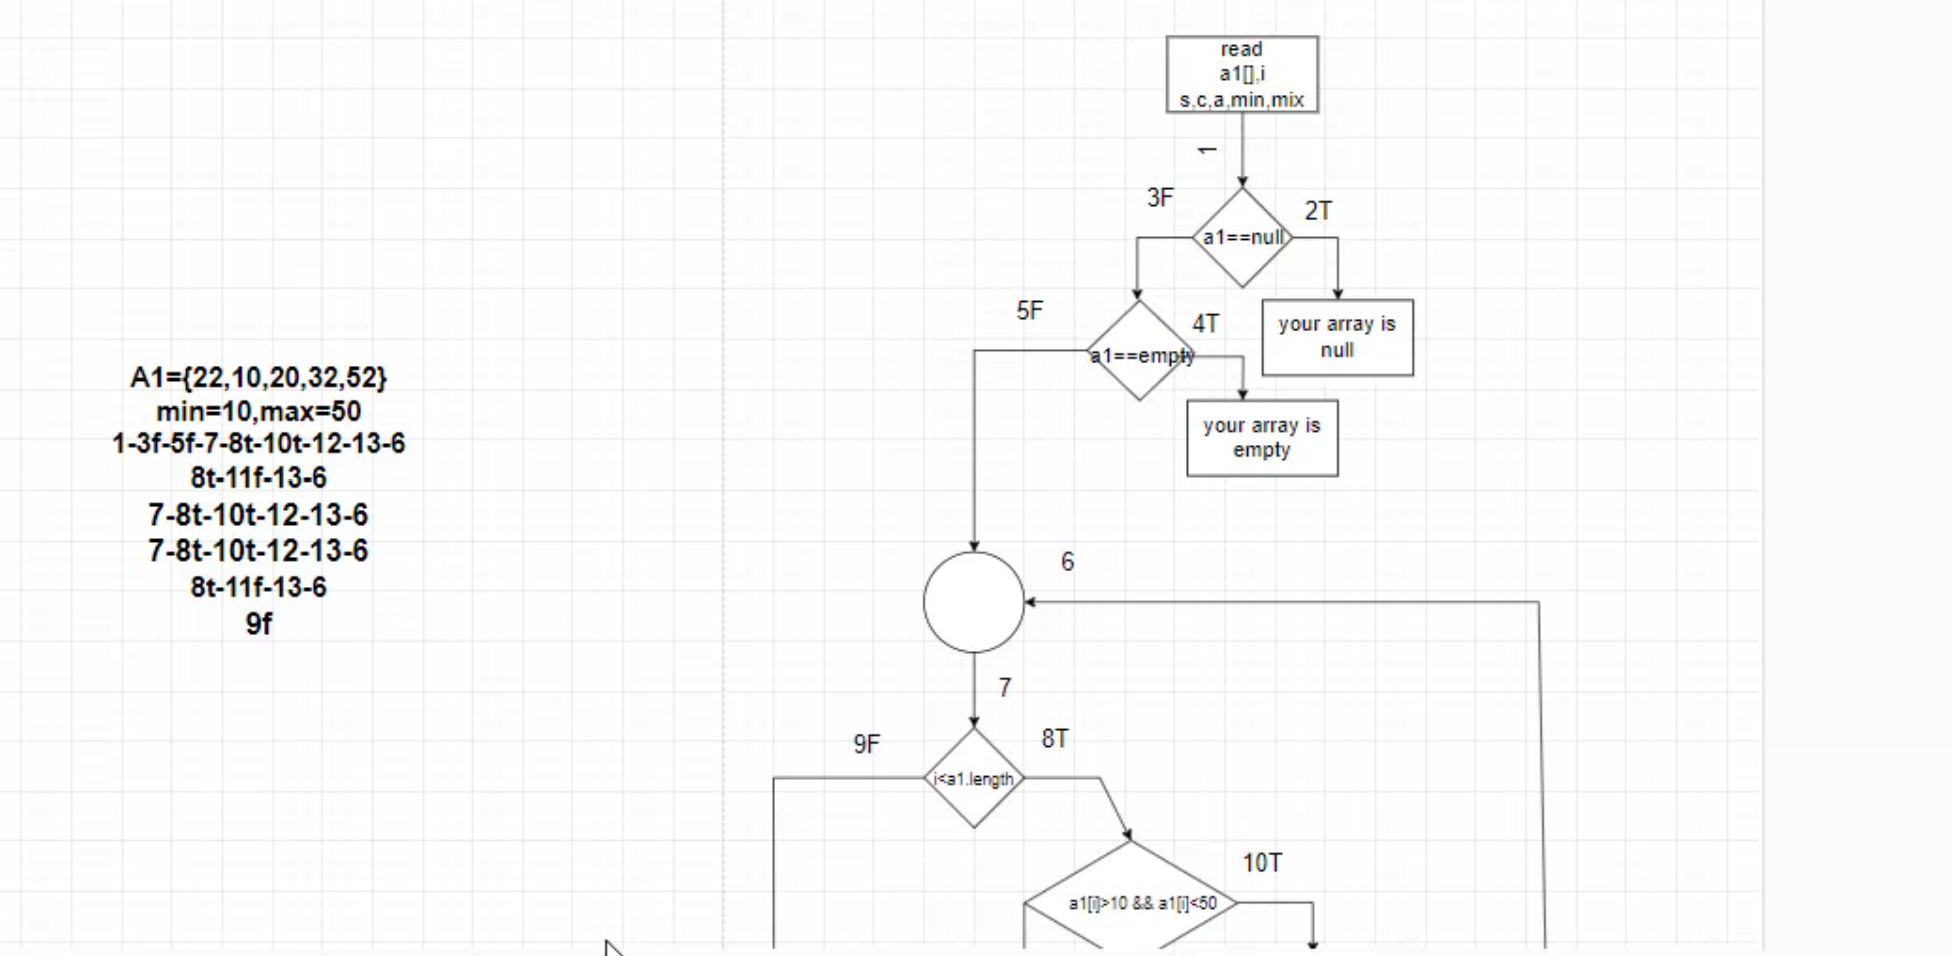 read
a1[],i
s,c,a,min,mix
1
3F
2T
a1==null
5F
4T
your array is
null
a1==empty
A1={22,10,20,32,52}
min=10,max=50
1-3f-5f-7-8t-10t-12-13-6
8t-11f-13-6
7-8t-10t-12-13-6
7-8t-10t-12-13-6
8t-11f-13-6
9f
your array is
empty
6
7
9F
8T
i<a1.length
10T
a1[i]>10 && a1[i]<50